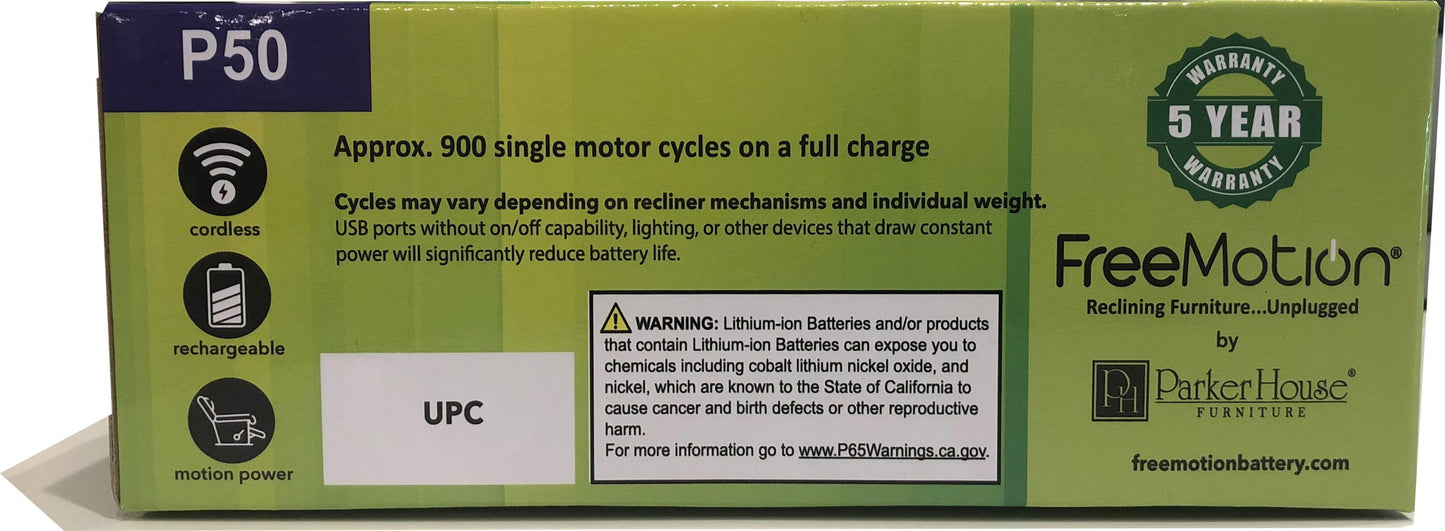 P50
cordless
rechargeable
motion power
Approx. 900 single motor cycles on a full charge
Cycles may vary depending on recliner mechanisms and individual weight.
USB ports without on/off capability, lighting, or other devices that draw constant
power will significantly reduce battery life.
UPC
WARNING: Lithium-ion Batteries and/or products
that contain Lithium-ion Batteries can expose you to
chemicals including cobalt lithium nickel oxide, and
nickel, which are known to the State of California to
cause cancer and birth defects or other reproductive
harm.
For more information go to www.P65Warnings.ca.gov.
WARRANTY
5 YEAR
WARRANTY
FreeMotion®
Reclining Furniture...Unplugged
by
PH
ParkerHouse®
FURNITURE
freemotionbattery.com